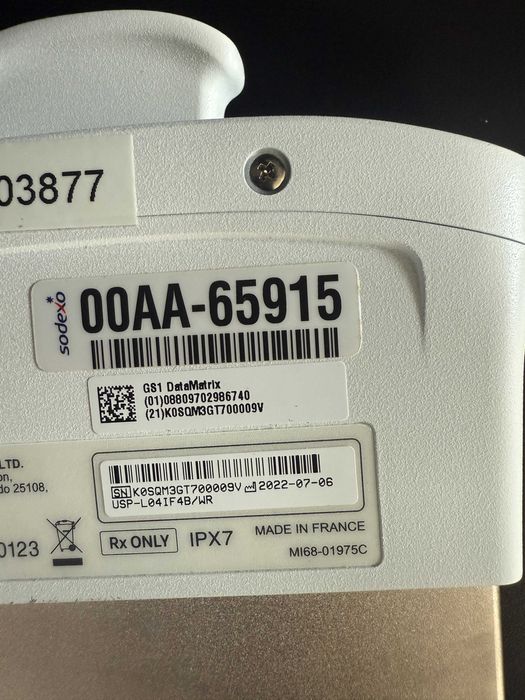 03877
sodexo
00AA-65915
GS1 DataMatrix
(01)08809702986740
(21)K0SQM3GT700009V
LTD.
on,
do 25108,
SN K0SQM3GT700009V 2022-07-06
USP-L04IF4B/WR
0123
Rx ONLY
IPX7
MADE IN FRANCE
MI68-01975C